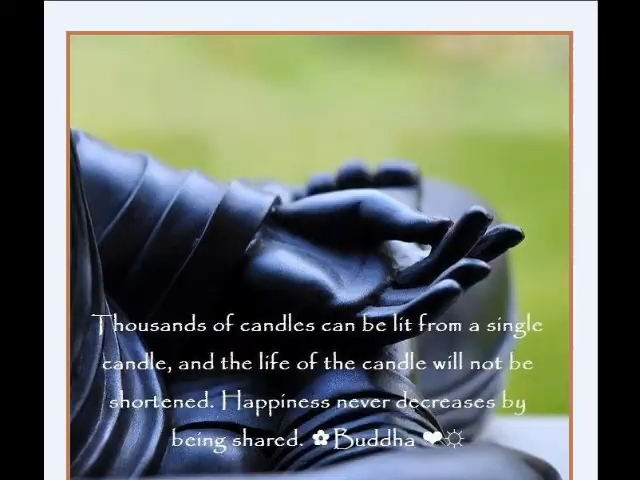 Thousands of candles can be lit from a single
candle, and the life of the candle will not be
shortened. Happiness never decreases by
being shared. ✿Buddha ❤☼